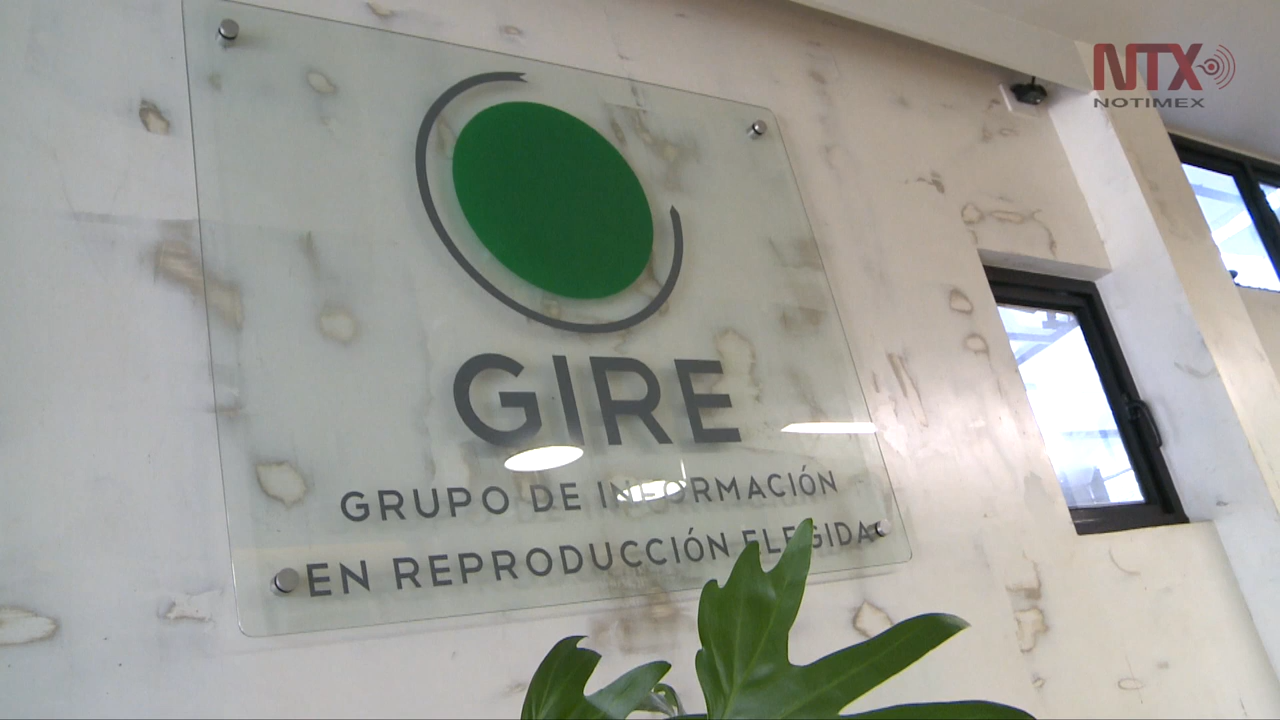 NTX
NOTIMEX
GIRE
GRUPO DE INFORMACIÓN
EN REPRODUCCIÓN ELEGIDA